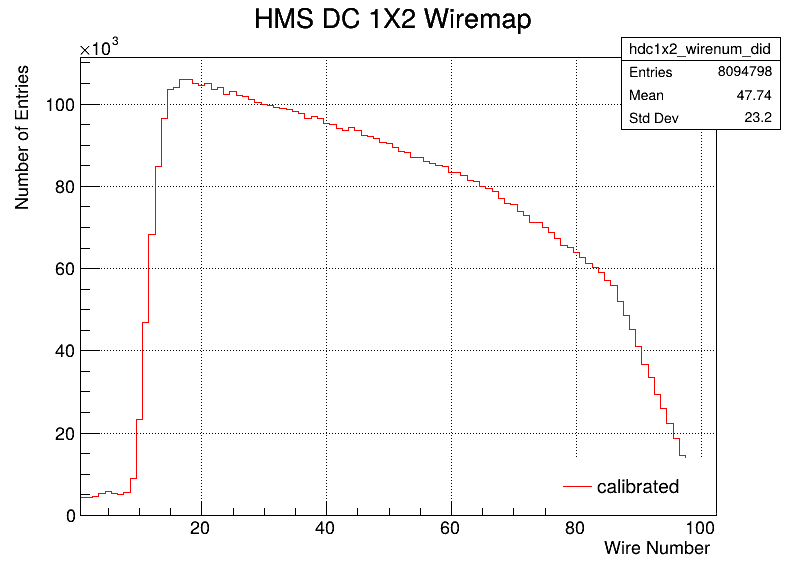 HMS DC 1X2 Wiremap
×10³
hdc1x2_wirenum_did
Entries 8094798
Mean 47.74
Std Dev 23.2
Number of Entries
100
80
60
40
20
0
calibrated
20 40 60 80 100
Wire Number